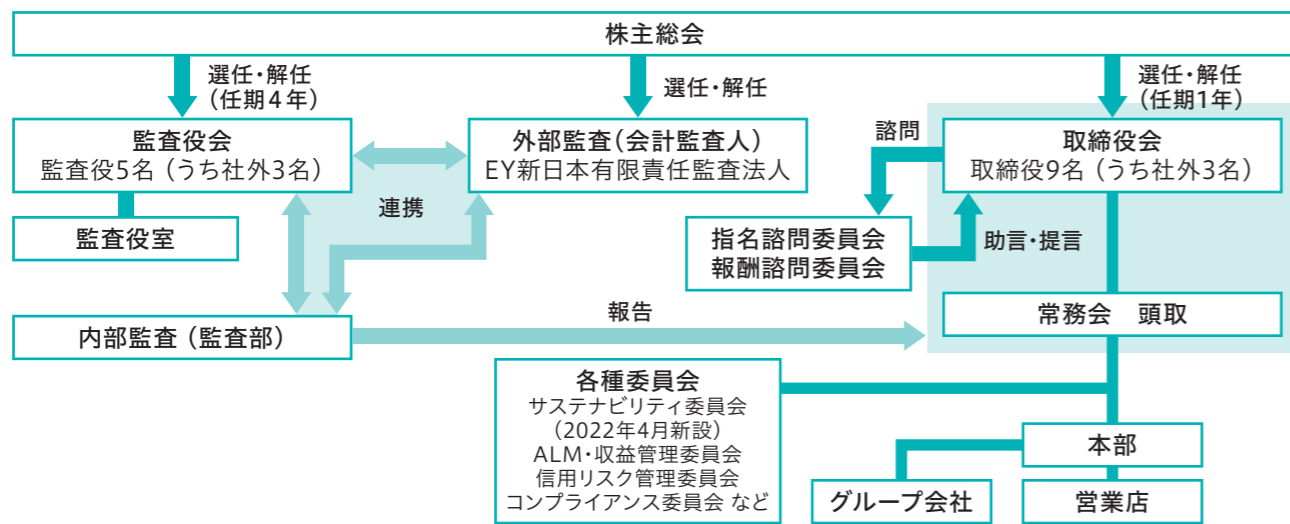 株主総会
選任・解任
(任期4年)
選任・解任
選任・解任
(任期1年)
監査役会
監査役5名(うち社外3名)
外部監査(会計監査人)
EY新日本有限責任監査法人
諮問
取締役会
取締役9名(うち社外3名)
連携
監査役室
指名諮問委員会
報酬諮問委員会
助言・提言
内部監査(監査部)
報告
常務会 頭取
各種委員会
サステナビリティ委員会
(2022年4月新設)
ALM・収益管理委員会
信用リスク管理委員会
コンプライアンス委員会 など
本部
グループ会社
営業店